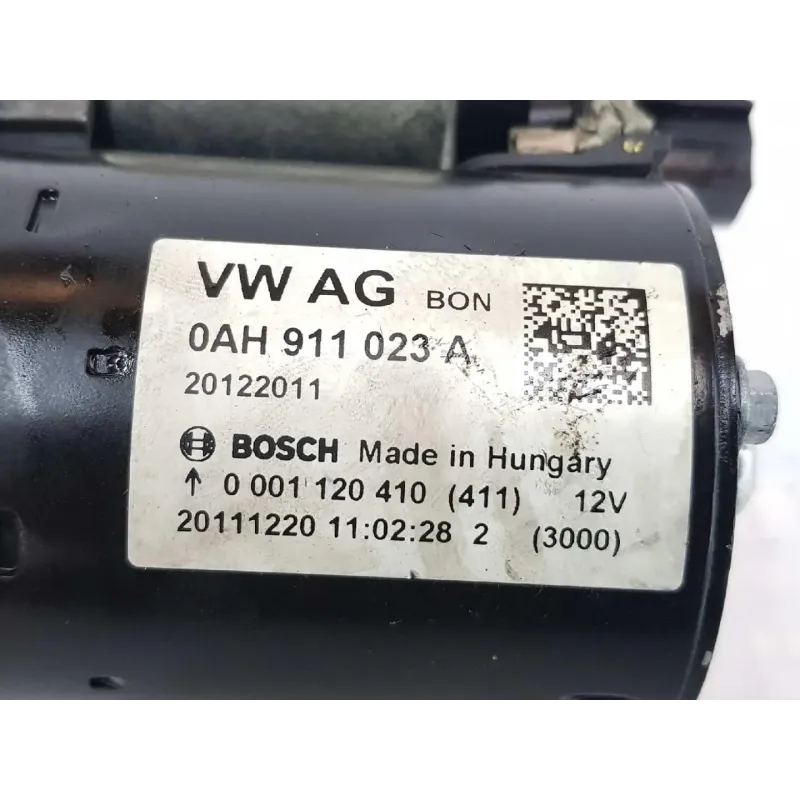 VW AG BON
0AH 911 023 A
20122011
BOSCH Made in Hungary
↑ 0 001 120 410 (411) 12V
20111220 11:02:28 2 (3000)